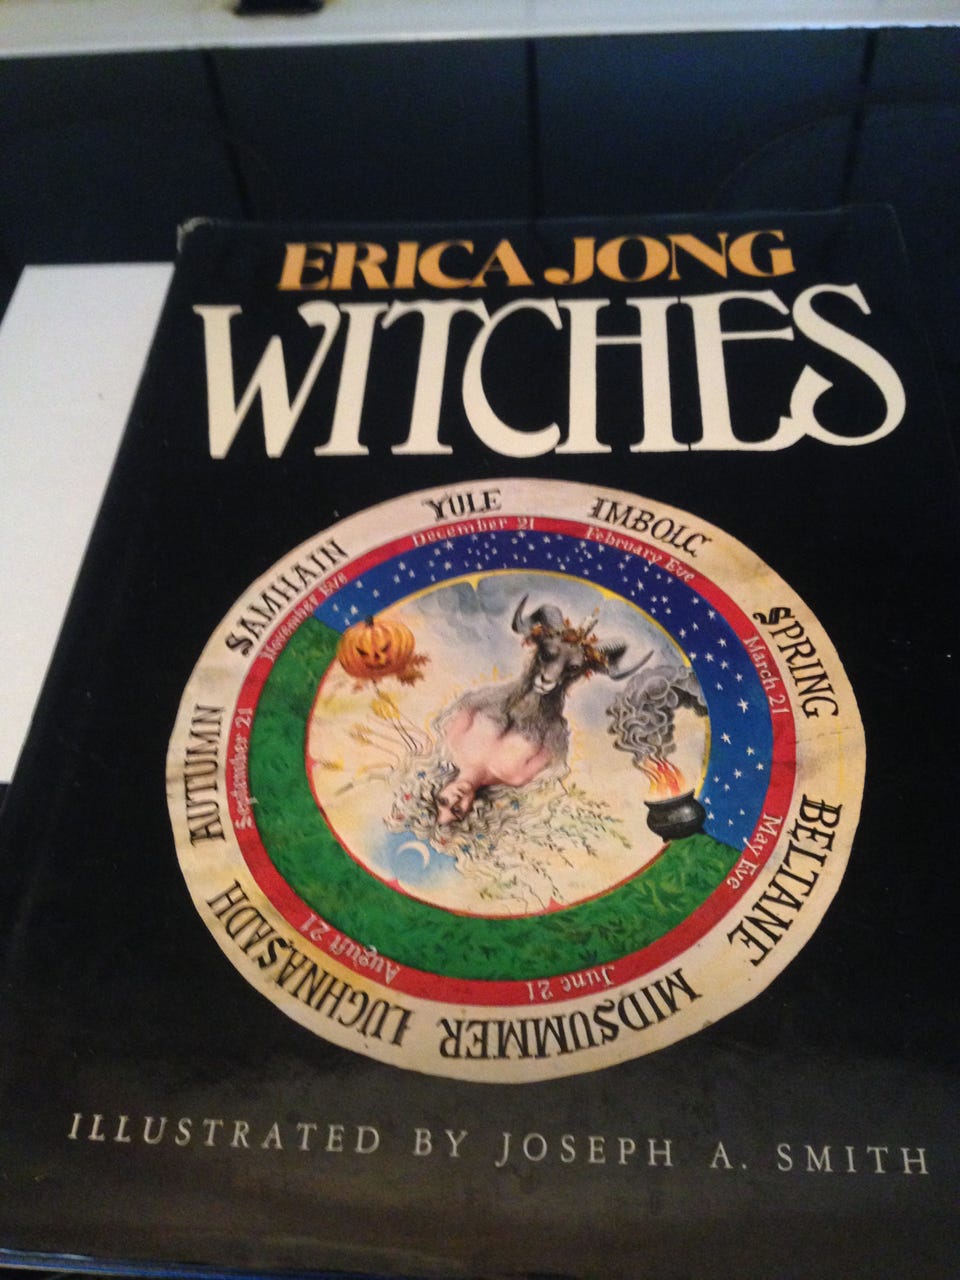 ERICA JONG
WITCHES
YULE
December 21
IMBOLC
February Eve
SPRING
March 21
BELTANE
May Eve
MIDSUMMER
June 21
LUGHNASADH
August 21
AUTUMN
September 21
SAMHAIN
November Eve
ILLUSTRATED BY JOSEPH A. SMITH